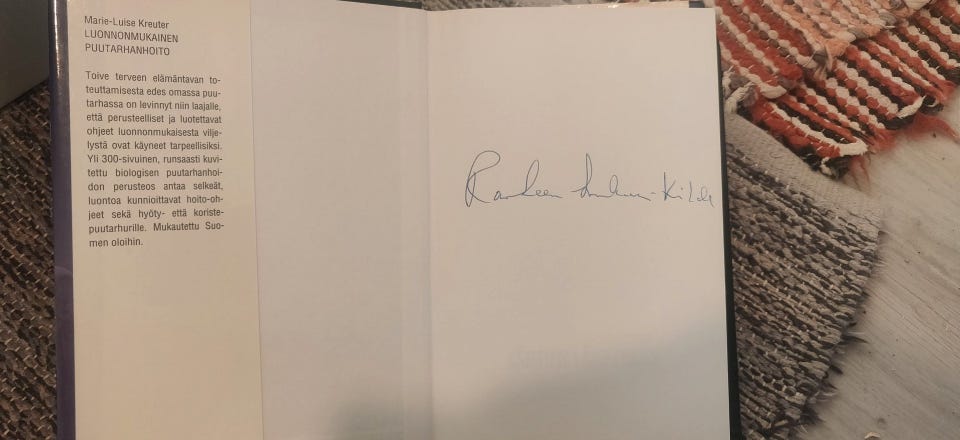 Marie-Luise Kreuter
LUONNONMUKAINEN
PUUTARHANHOITO
Toive terveen elämäntavan to-
teuttamisesta edes omassa puu-
tarhassa on levinnyt niin laajalle,
että perusteelliset ja luotettavat
ohjeet luonnonmukaisesta vilje-
lystä ovat käyneet tarpeellisiksi.
Yli 300-sivuinen, runsaasti kuvi-
tettu biologisen puutarhanhoi-
don perusteos antaa selkeät,
luontoa kunnioittavat hoito-oh-
jeet sekä hyöty- että koriste-
puutarhurille. Mukautettu Suo-
men oloihin.